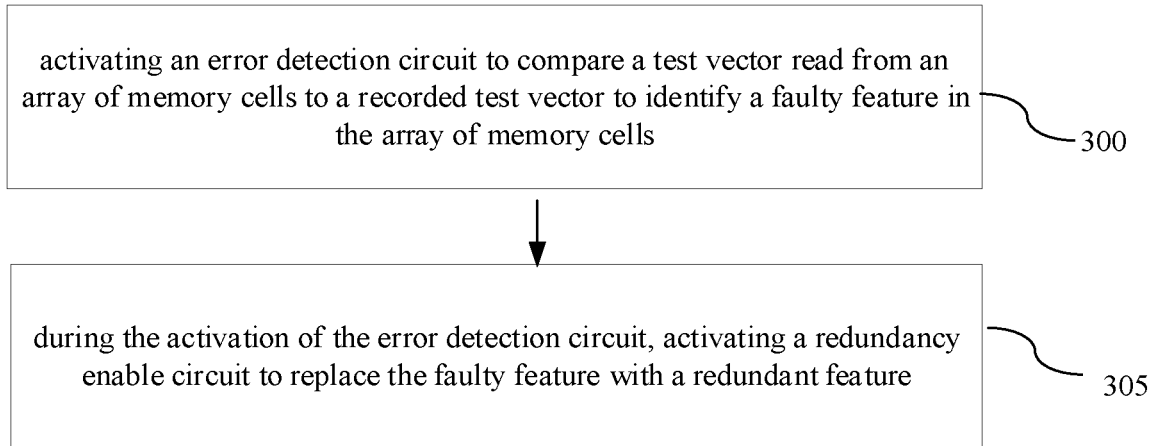 activating an error detection circuit to compare a test vector read from an
array of memory cells to a recorded test vector to identify a faulty feature in
the array of memory cells
300
during the activation of the error detection circuit, activating a redundancy
enable circuit to replace the faulty feature with a redundant feature
305